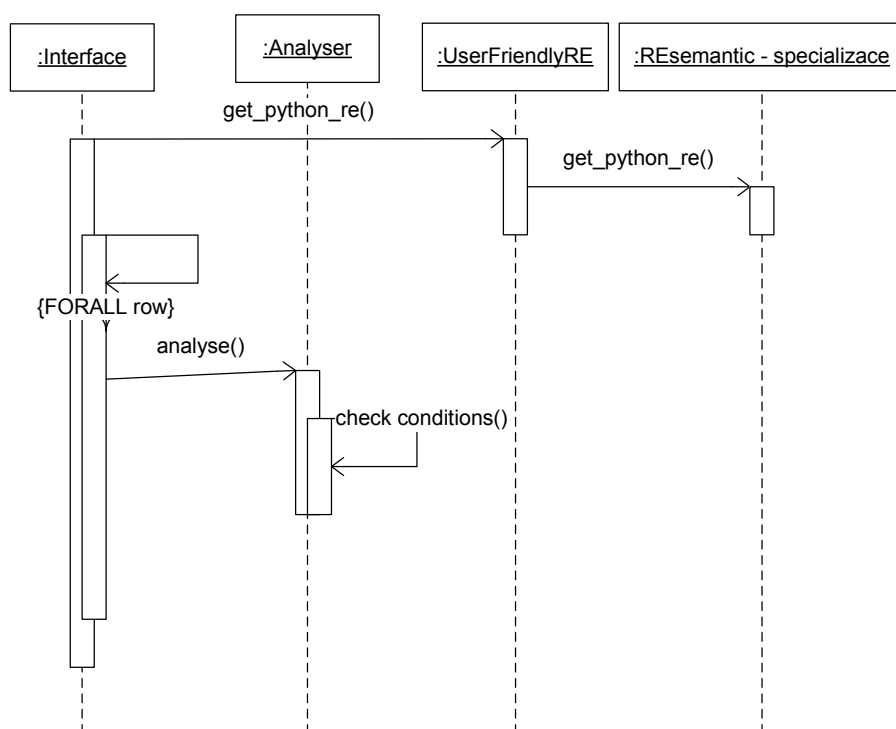 :Interface
:Analyser
:UserFriendlyRE
:REsemantic - specializace
get_python_re()
get_python_re()
{FORALL row}
analyse()
check conditions()